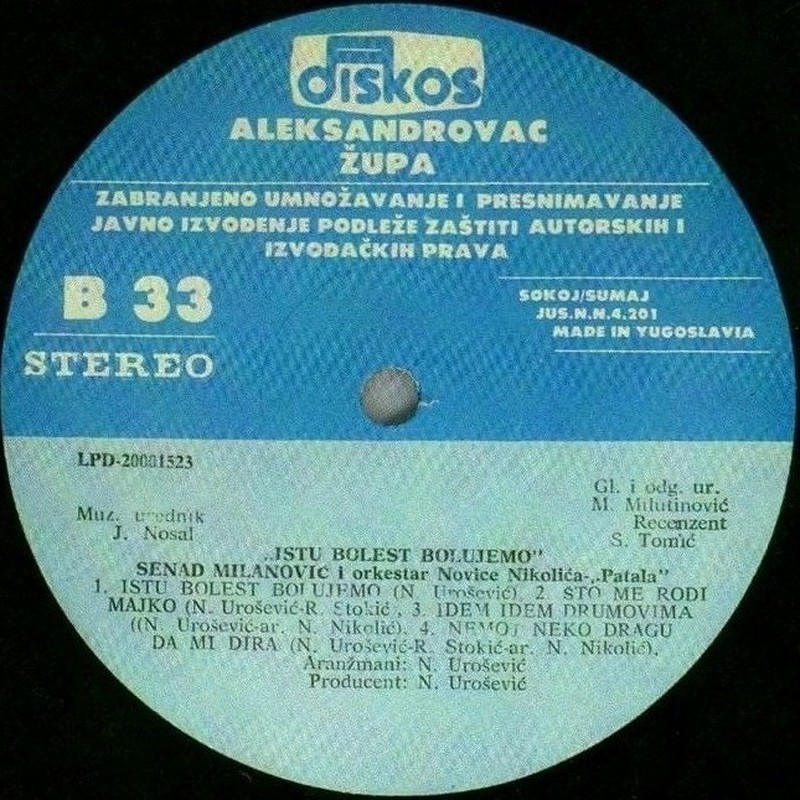 diskos
ALEKSANDROVAC
ŽUPA
ZABRANJENO UMNOŽAVANJE I PRESNIMAVANJE
JAVNO IZVOĐENJE PODLEŽE ZAŠTITI AUTORSKIH I
IZVOĐAČKIH PRAVA
B 33
STEREO
SOKOJ/SUMAJ
JUS.N.N.4.201
MADE IN YUGOSLAVIA
LPD-20001523
Muz. urednik
J. Nosal
Gl. i odg. ur.
M. Milutinović
Recenzent
S. Tomić
„ISTU BOLEST BOLUJEMO”
SENAD MILANOVIĆ i orkestar Novice Nikolića-„Patala”
1. ISTU BOLEST BOLUJEMO (N. Urošević). 2. ŠTO ME RODI
MAJKO (N. Urošević-R. Stokić , 3. IDEM IDEM DRUMOVIMA
((N. Urošević-ar. N. Nikolić). 4. NEMOJ NEKO DRAGU
DA MI DIRA (N. Urošević-R. Stokić-ar. N. Nikolić).
Aranžmani: N. Urošević
Producent: N. Urošević